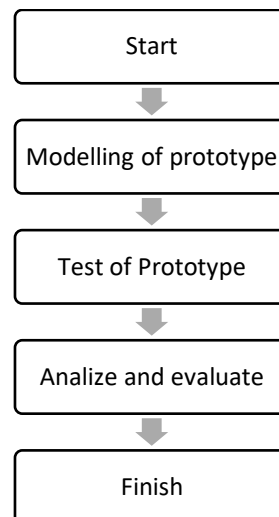 Start
Modelling of prototype
Test of Prototype
Analize and evaluate
Finish